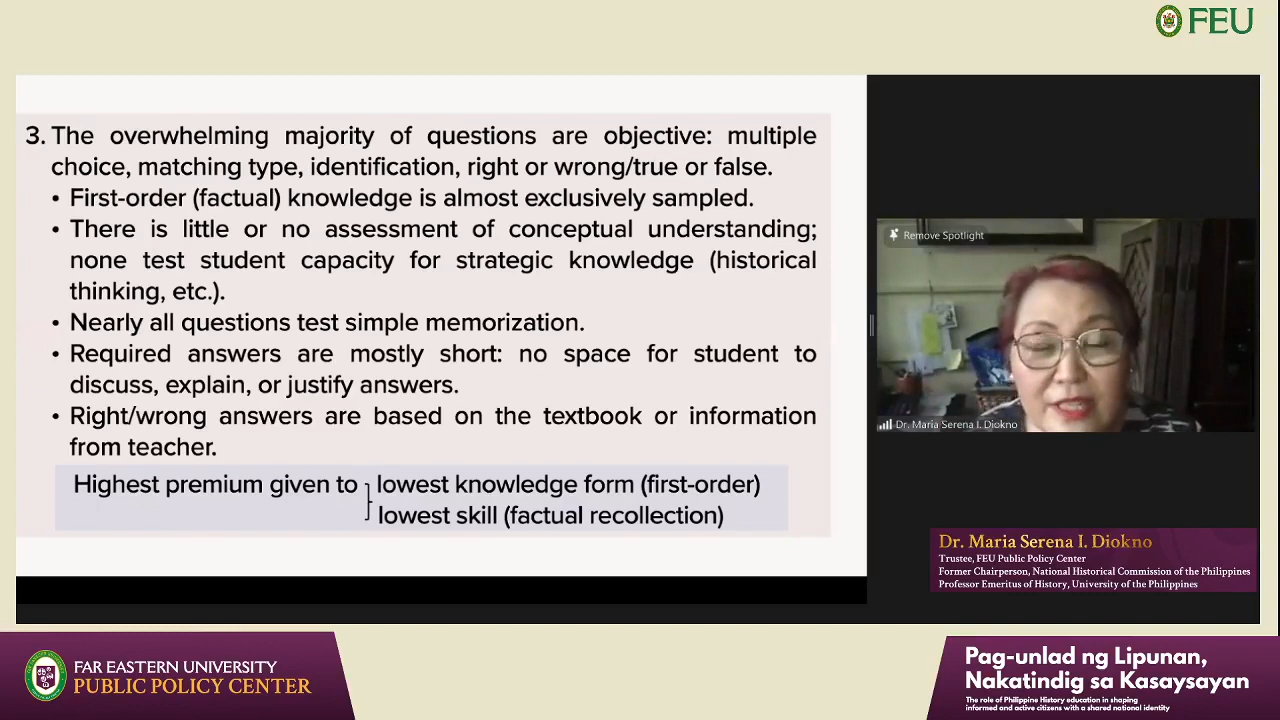 FEU
3. The overwhelming majority of questions are objective: multiple
choice, matching type, identification, right or wrong/true or false.
• First-order (factual) knowledge is almost exclusively sampled.
• There is little or no assessment of conceptual understanding;
none test student capacity for strategic knowledge (historical
thinking, etc.).
• Nearly all questions test simple memorization.
• Required answers are mostly short: no space for student to
discuss, explain, or justify answers.
• Right/wrong answers are based on the textbook or information
from teacher.
Highest premium given to lowest knowledge form (first-order)
lowest skill (factual recollection)
Remove Spotlight
Dr. Maria Serena I. Diokno
Dr. Maria Serena I. Diokno
Trustee, FEU Public Policy Center
Former Chairperson, National Historical Commission of the Philippines
Professor Emeritus of History, University of the Philippines
FAR EASTERN UNIVERSITY
PUBLIC POLICY CENTER
Pag-unlad ng Lipunan,
Nakatindig sa Kasaysayan
The role of Philippine History education in shaping
informed and active citizens with a shared national identity